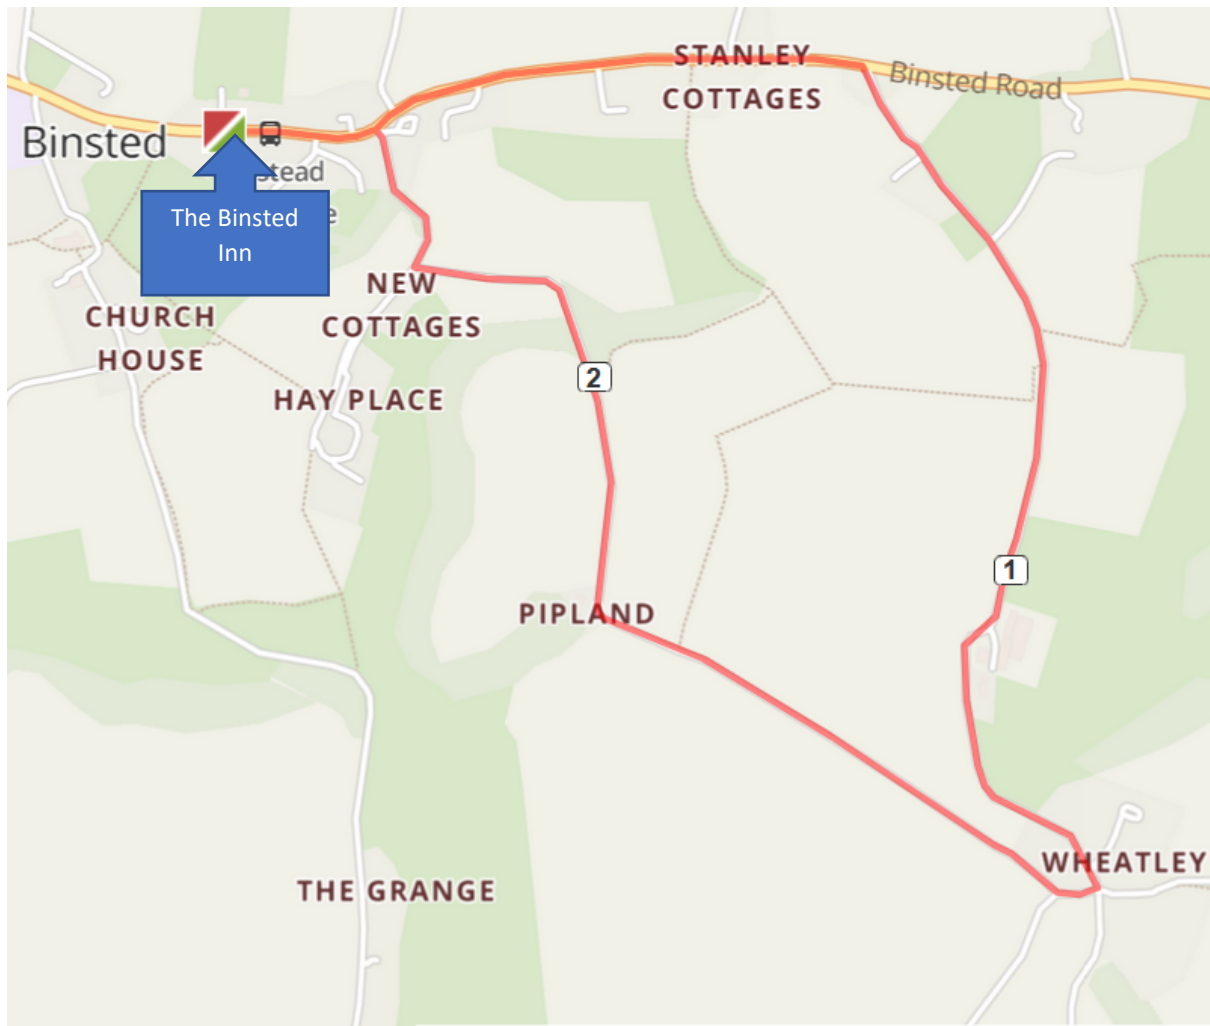 STANLEY
COTTAGES
Binsted Road
Binsted
stead
The Binsted
Inn
e
NEW
COTTAGES
CHURCH
HOUSE
HAY PLACE
2
1
PIPLAND
WHEATLEY
THE GRANGE